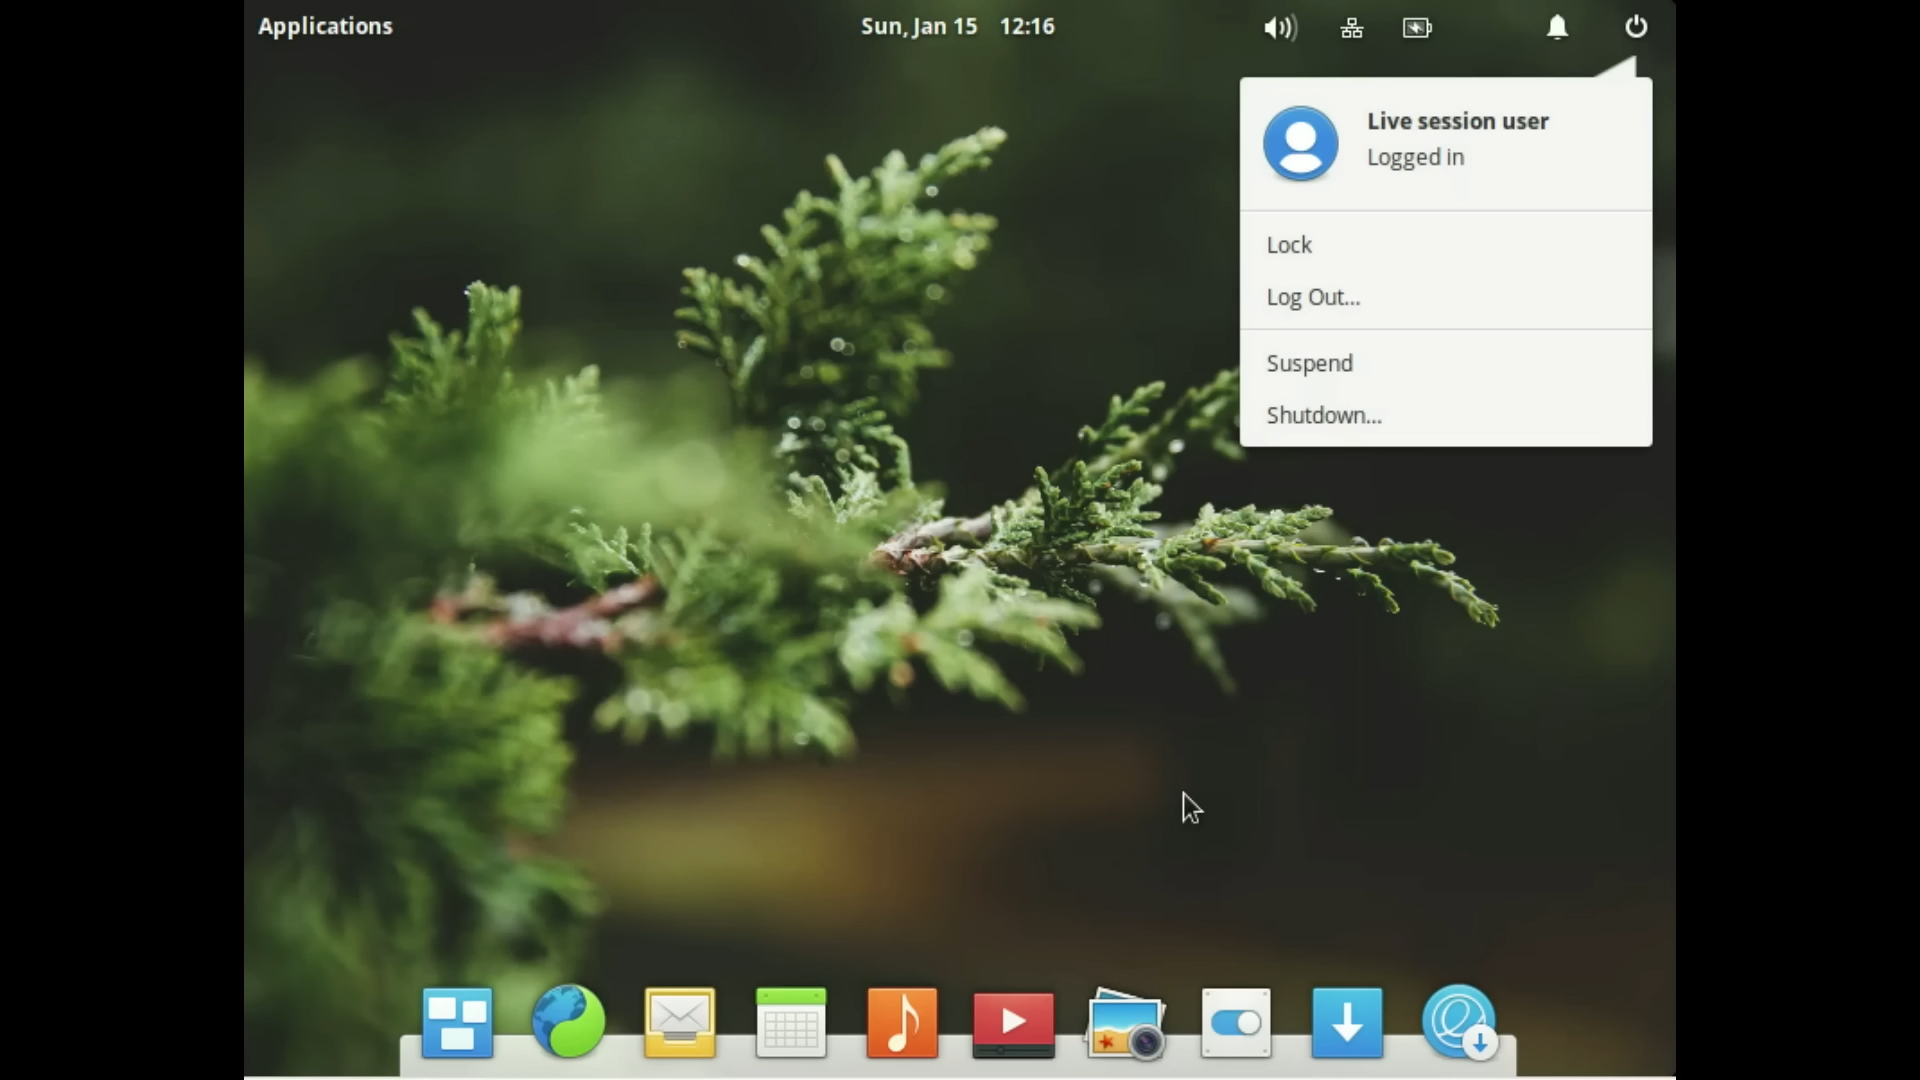 Applications
Sun, Jan 15 12:16
Live session user
Logged in
Lock
Log Out...
Suspend
Shutdown...